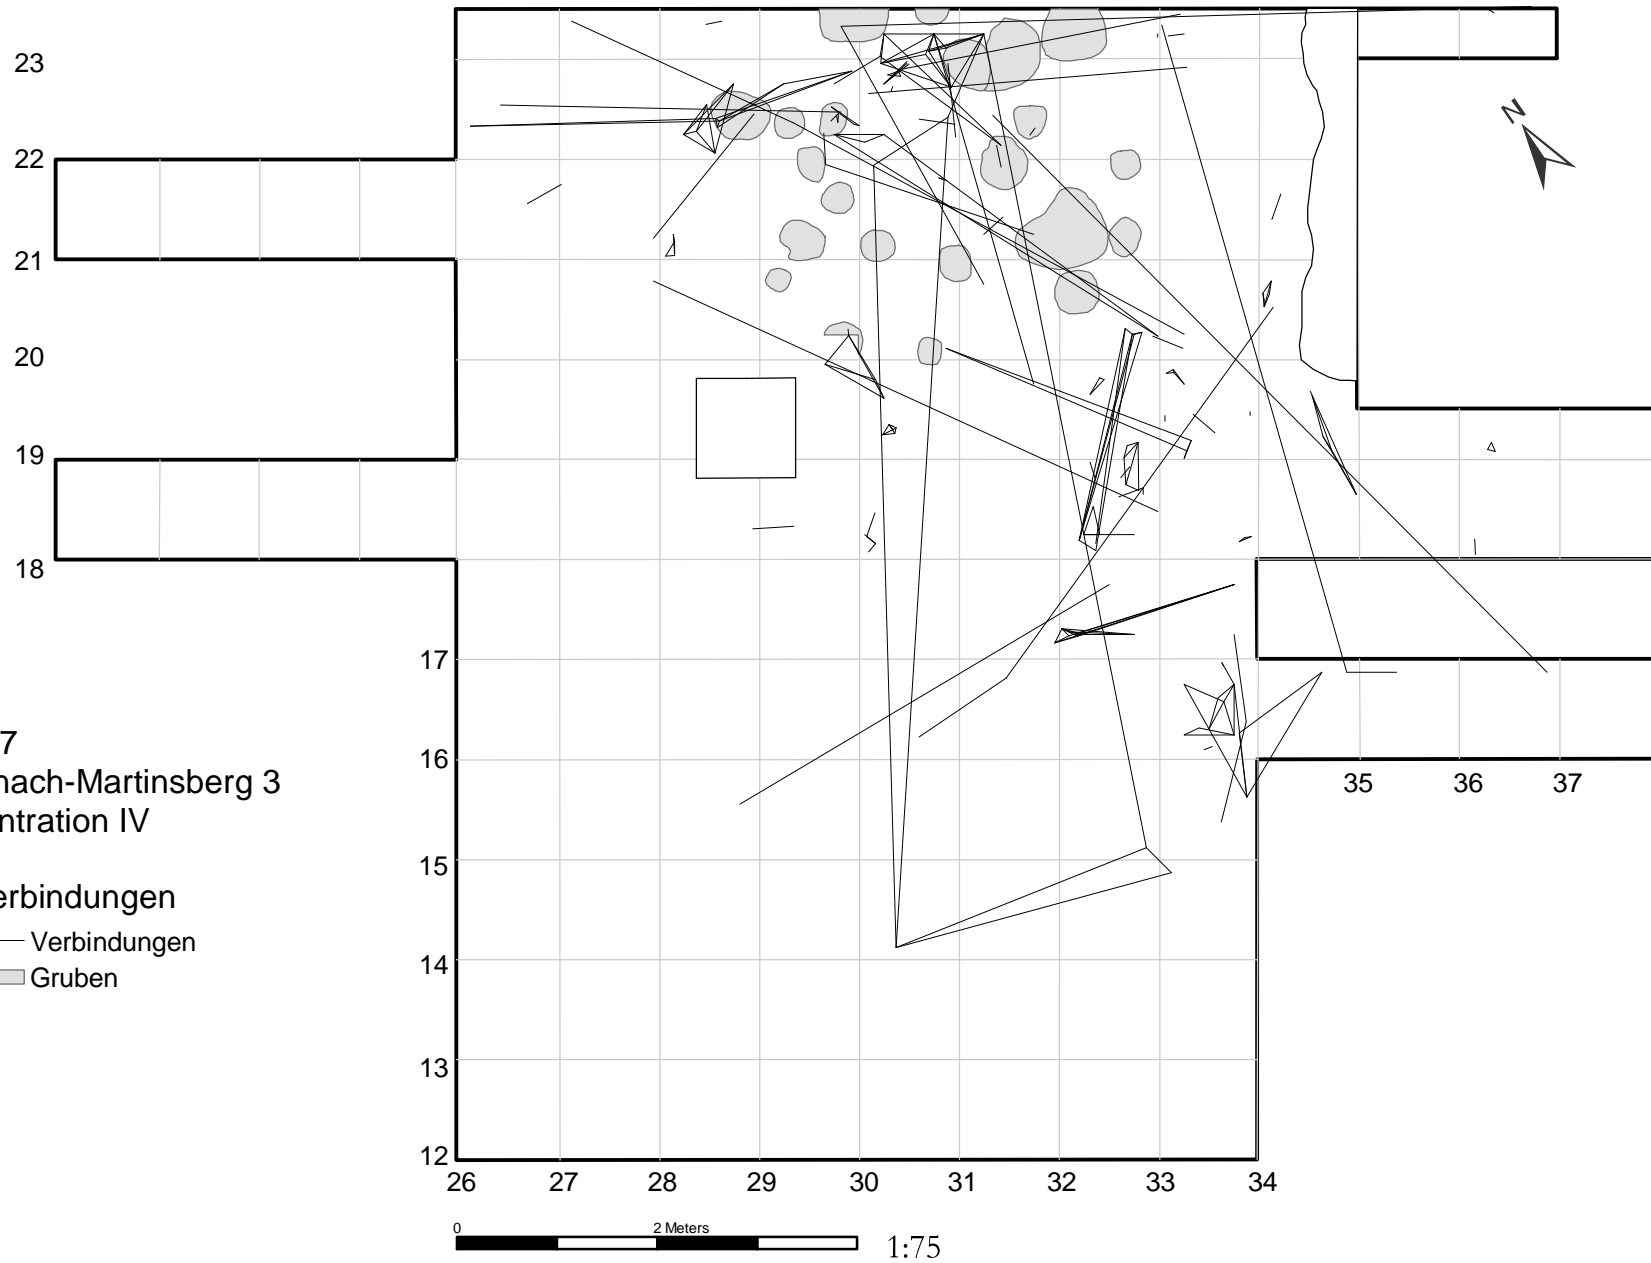 23
22
21
20
19
18
17
16
15
14
13
12
N
7
nach-Martinsberg 3
ntration IV
erbindungen
Verbindungen
Gruben
35 36 37
26 27 28 29 30 31 32 33 34
0 2 Meters
1:75